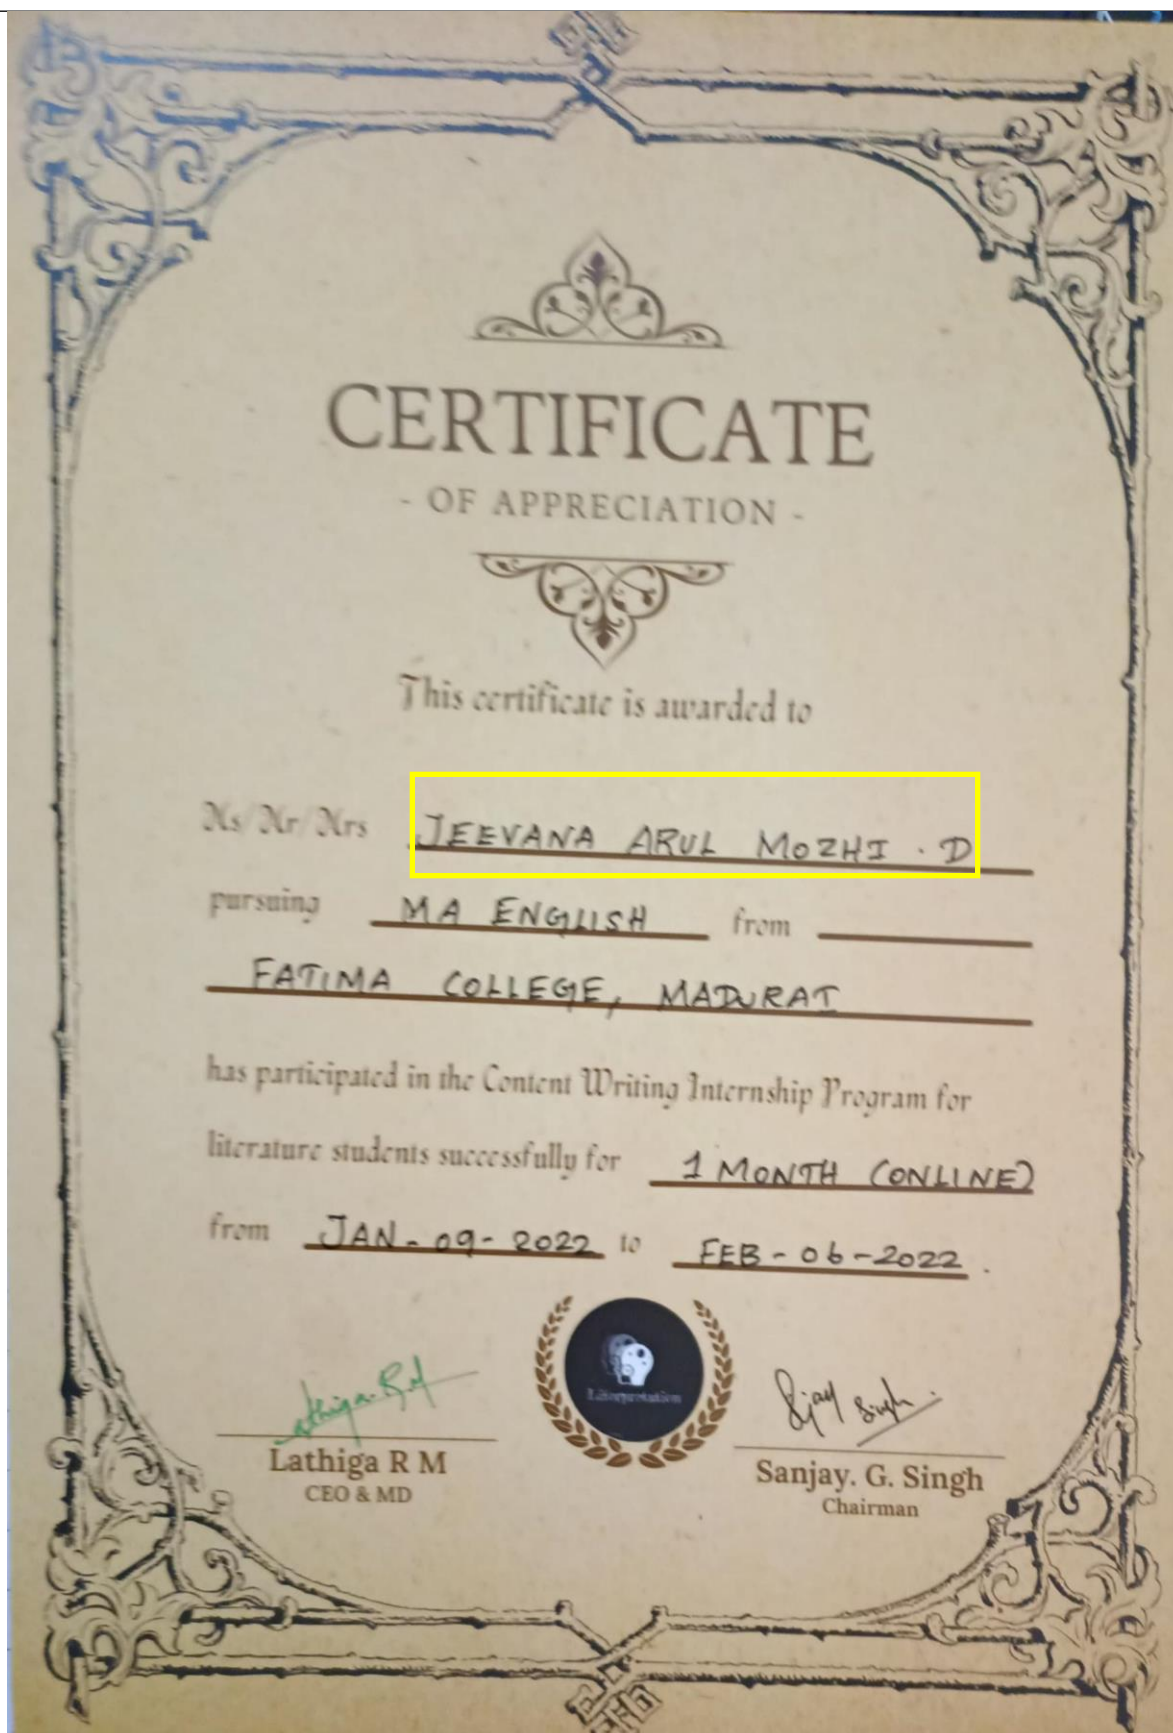 CERTIFICATE
- OF APPRECIATION -
This certificate is awarded to
Ms/Mr/Mrs JEEVANA ARUL MOZHI . D
pursuing MA ENGLISH from
FATIMA COLLEGE, MADURAI
has participated in the Content Writing Internship Program for
literature students successfully for 1 MONTH (ONLINE)
from JAN-09-2022 to FEB-06-2022.
Literpretation
Lathiga R M
CEO & MD
Sanjay. G. Singh
Chairman